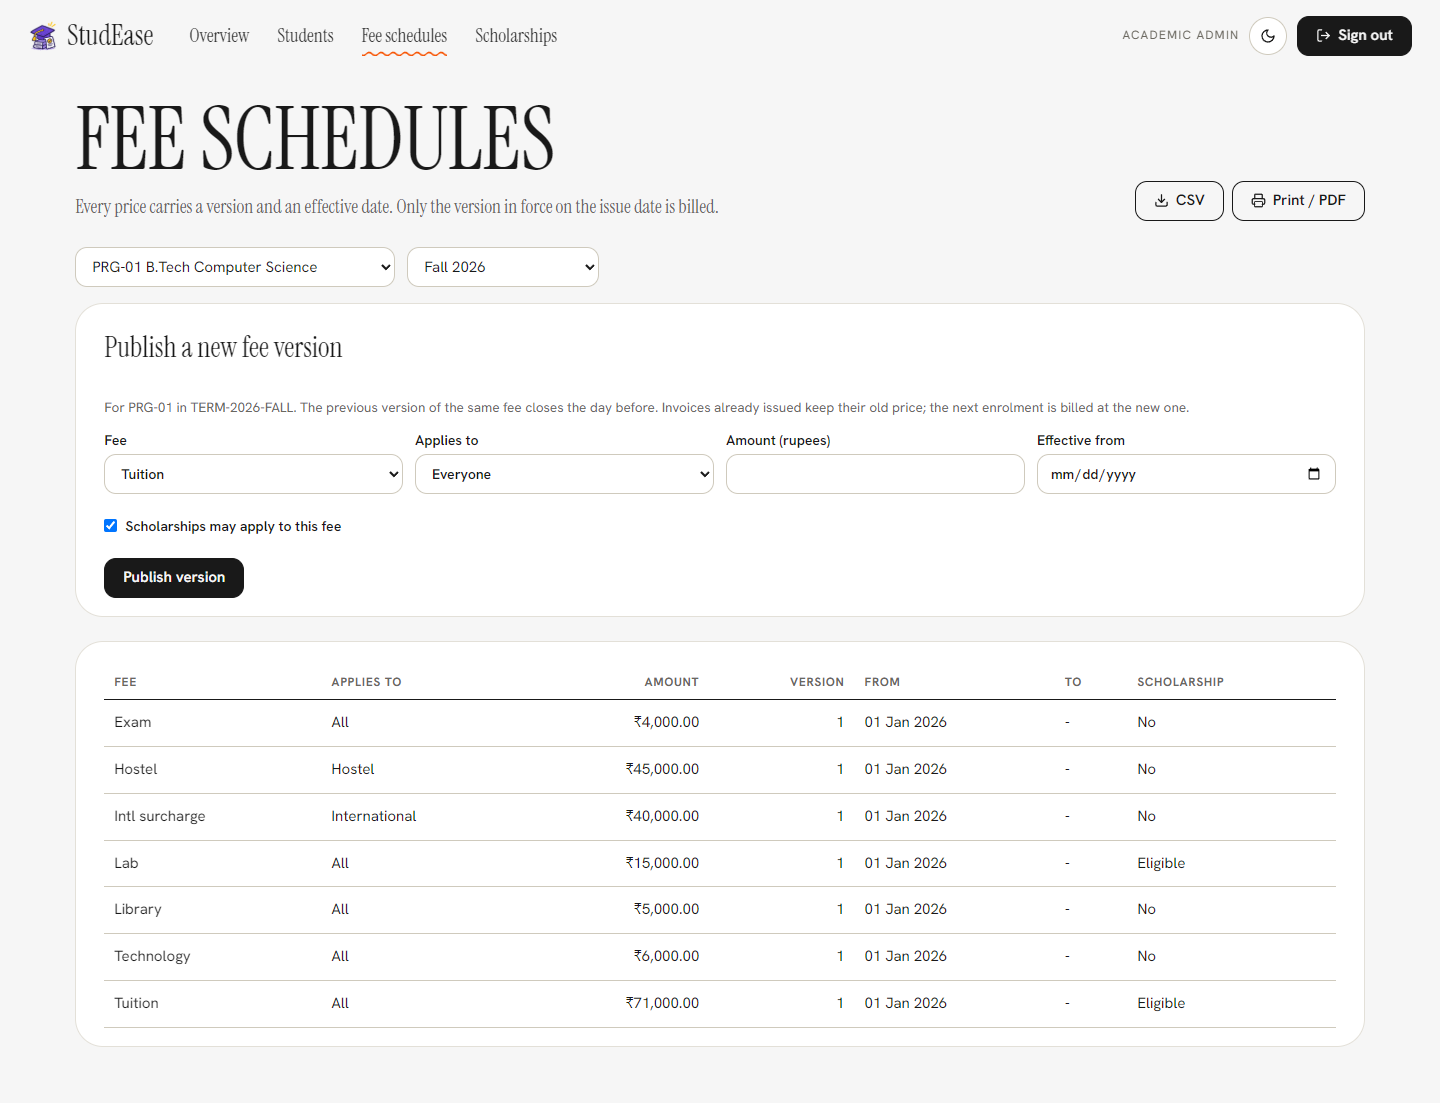 StudEase Overview Students Fee schedules Scholarships ACADEMIC ADMIN Sign out
FEE SCHEDULES
Every price carries a version and an effective date. Only the version in force on the issue date is billed.
CSV Print / PDF
PRG-01 B.Tech Computer Science Fall 2026
Publish a new fee version
For PRG-01 in TERM-2026-FALL. The previous version of the same fee closes the day before. Invoices already issued keep their old price; the next enrolment is billed at the new one.
Fee Applies to Amount (rupees) Effective from
Tuition Everyone mm/dd/yyyy
Scholarships may apply to this fee
Publish version
FEE APPLIES TO AMOUNT VERSION FROM TO SCHOLARSHIP
Exam All ₹4,000.00 1 01 Jan 2026 - No
Hostel Hostel ₹45,000.00 1 01 Jan 2026 - No
Intl surcharge International ₹40,000.00 1 01 Jan 2026 - No
Lab All ₹15,000.00 1 01 Jan 2026 - Eligible
Library All ₹5,000.00 1 01 Jan 2026 - No
Technology All ₹6,000.00 1 01 Jan 2026 - No
Tuition All ₹71,000.00 1 01 Jan 2026 - Eligible